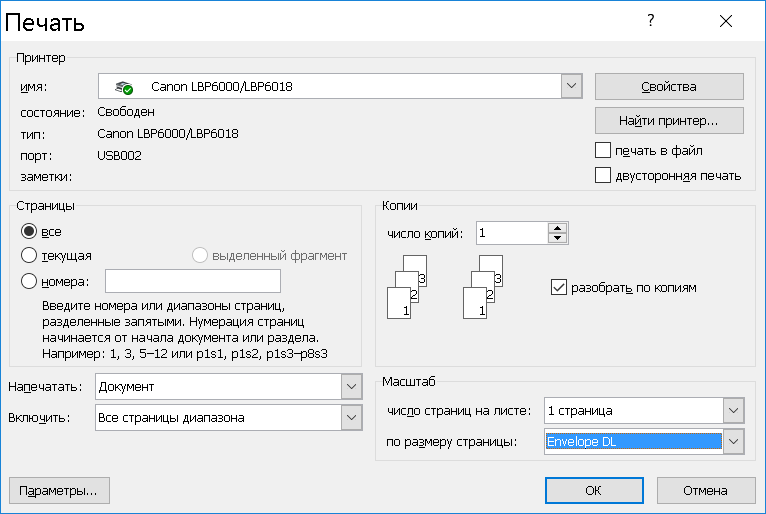 Печать
?
Принтер
имя: Canon LBP6000/LBP6018
Свойства
состояние: Свободен
тип: Canon LBP6000/LBP6018
Найти принтер...
порт: USB002
печать в файл
заметки:
двусторонняя печать
Страницы
все
текущая
выделенный фрагмент
номера:
Введите номера или диапазоны страниц,
разделенные запятыми. Нумерация страниц
начинается от начала документа или раздела.
Например: 1, 3, 5–12 или p1s1, p1s2, p1s3–p8s3
Копии
число копий: 1
3 3
2 2
1 1
разобрать по копиям
Напечатать: Документ
Включить: Все страницы диапазона
Масштаб
число страниц на листе: 1 страница
по размеру страницы: Envelope DL
Параметры...
ОК
Отмена